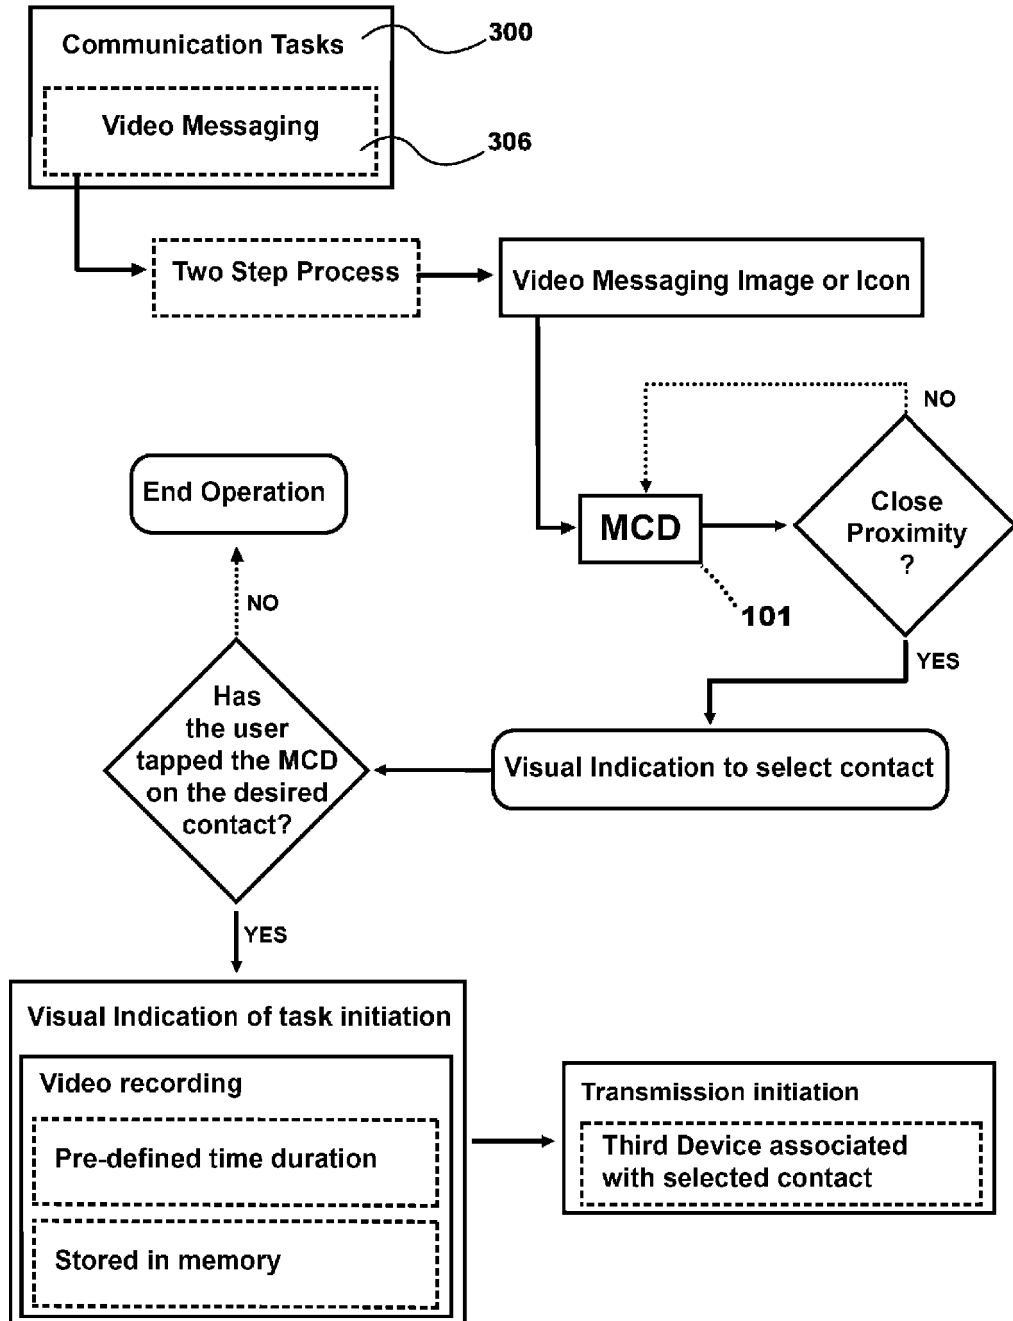 Communication Tasks
300
Video Messaging
306
Two Step Process
Video Messaging Image or Icon
NO
End Operation
MCD
Close
Proximity
?
101
NO
YES
Has
the user
tapped the MCD
on the desired
contact?
Visual Indication to select contact
YES
Visual Indication of task initiation
Video recording
Transmission initiation
Pre-defined time duration
Third Device associated
with selected contact
Stored in memory